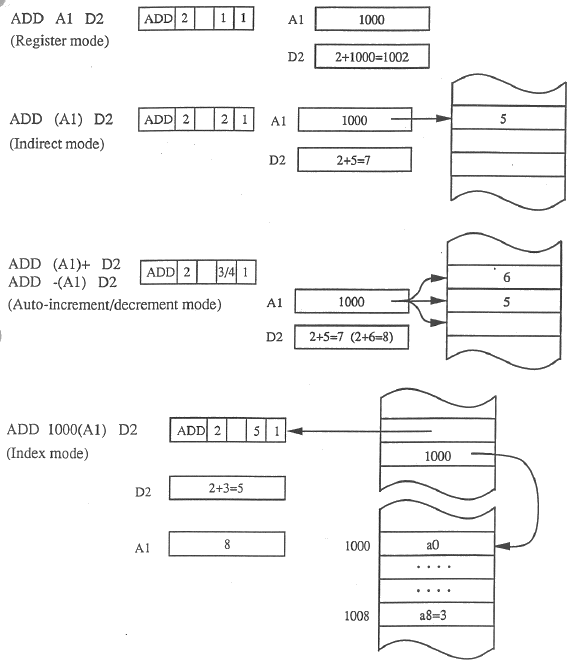 ADD A1 D2
(Register mode)
ADD 2 1 1
A1 1000
D2 2+1000=1002
ADD (A1) D2
(Indirect mode)
ADD 2 2 1
A1 1000
5
D2 2+5=7
ADD (A1)+ D2
ADD -(A1) D2
(Auto-increment/decrement mode)
ADD 2 3/4 1
6
A1 1000
5
D2 2+5=7 (2+6=8)
ADD 1000(A1) D2
(Index mode)
ADD 2 5 1
1000
D2 2+3=5
A1 8
1000 a0
. . . .
. . . .
1008 a8=3